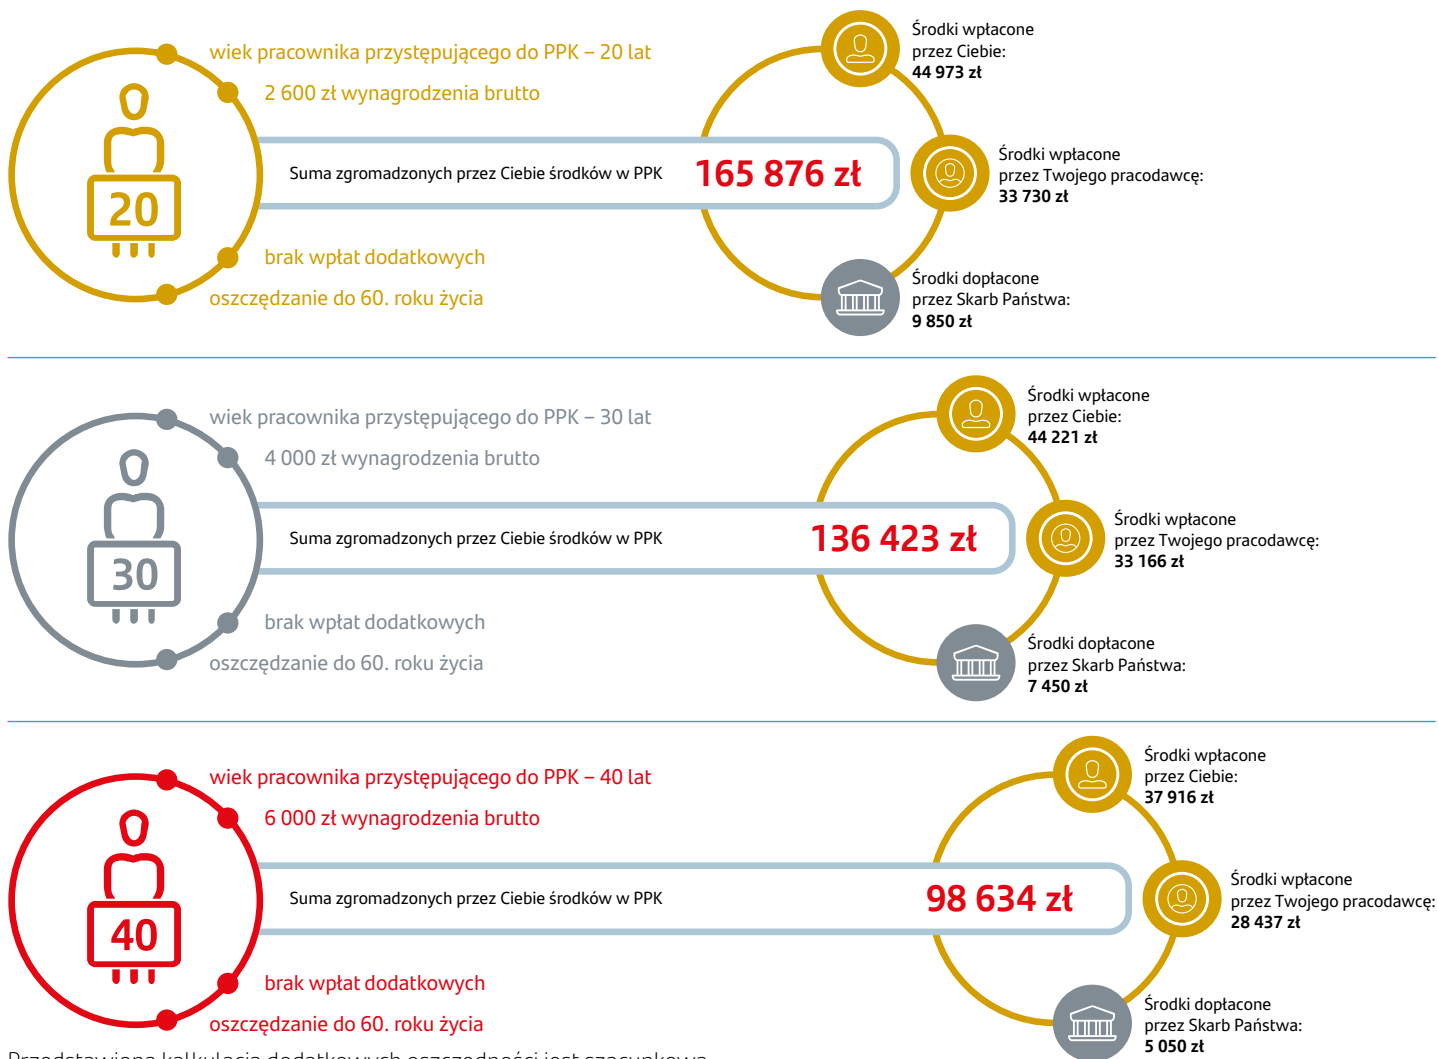 wiek pracownika przystępującego do PPK – 20 lat
2 600 zł wynagrodzenia brutto
20
Suma zgromadzonych przez Ciebie środków w PPK 165 876 zł
brak wpłat dodatkowych
oszczędzanie do 60. roku życia
Środki wpłacone
przez Ciebie:
44 973 zł
Środki wpłacone
przez Twojego pracodawcę:
33 730 zł
Środki dopłacone
przez Skarb Państwa:
9 850 zł
wiek pracownika przystępującego do PPK – 30 lat
4 000 zł wynagrodzenia brutto
30
Suma zgromadzonych przez Ciebie środków w PPK 136 423 zł
brak wpłat dodatkowych
oszczędzanie do 60. roku życia
Środki wpłacone
przez Ciebie:
44 221 zł
Środki wpłacone
przez Twojego pracodawcę:
33 166 zł
Środki dopłacone
przez Skarb Państwa:
7 450 zł
wiek pracownika przystępującego do PPK – 40 lat
6 000 zł wynagrodzenia brutto
40
Suma zgromadzonych przez Ciebie środków w PPK 98 634 zł
brak wpłat dodatkowych
oszczędzanie do 60. roku życia
Środki wpłacone
przez Ciebie:
37 916 zł
Środki wpłacone
przez Twojego pracodawcę:
28 437 zł
Środki dopłacone
przez Skarb Państwa:
5 050 zł
Przedstawiona kalkulacja dodatkowych oszczędności jest szacunkowa